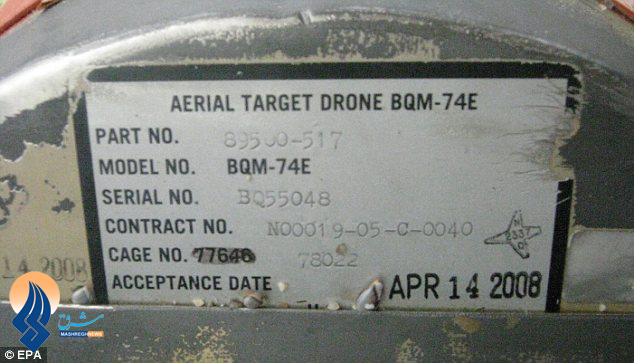 AERIAL TARGET DRONE BQM-74E
PART NO. 89500-517
MODEL NO. BQM-74E
SERIAL NO. BQ55048
CONTRACT NO. N00019-05-C-0040
CAGE NO. 77646 78022
ACCEPTANCE DATE APR 14 2008
14 2008
مشرق
MASHREGHNEWS
© EPA